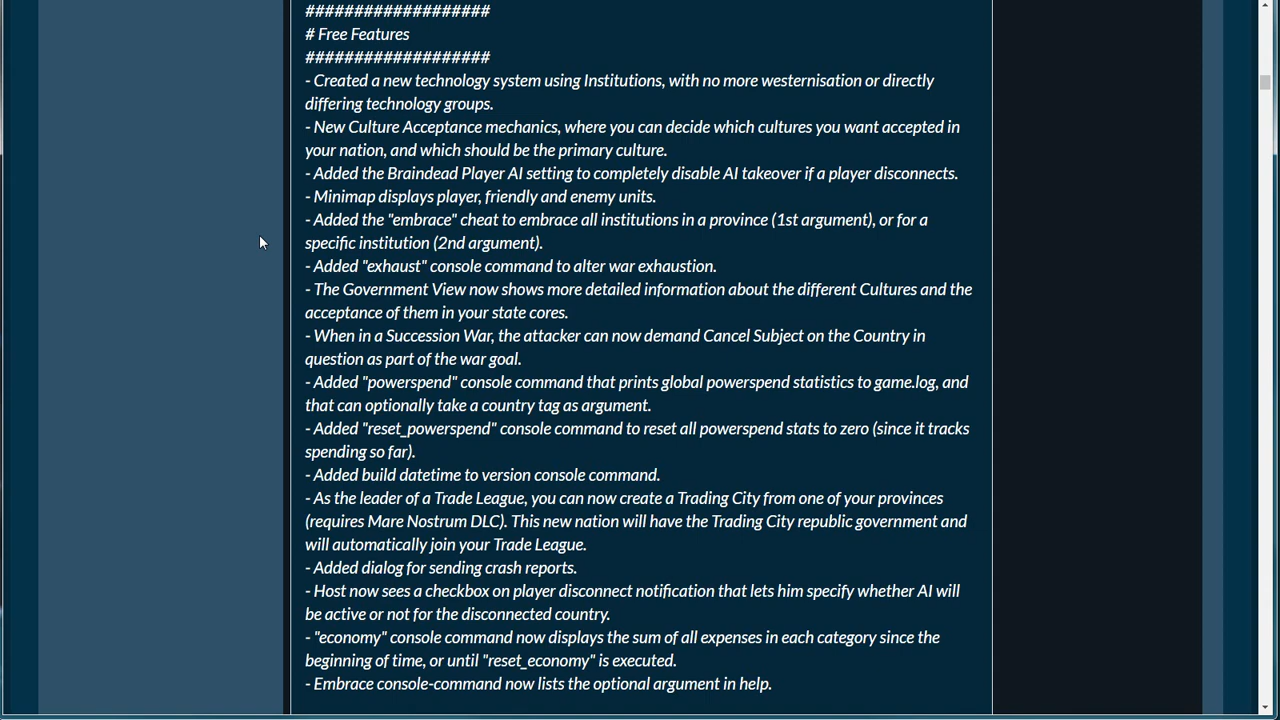 ###################
# Free Features
###################
- Created a new technology system using Institutions, with no more westernisation or directly
differing technology groups.
- New Culture Acceptance mechanics, where you can decide which cultures you want accepted in
your nation, and which should be the primary culture.
- Added the Braindead Player AI setting to completely disable AI takeover if a player disconnects.
- Minimap displays player, friendly and enemy units.
- Added the "embrace" cheat to embrace all institutions in a province (1st argument), or for a
specific institution (2nd argument).
- Added "exhaust" console command to alter war exhaustion.
- The Government View now shows more detailed information about the different Cultures and the
acceptance of them in your state cores.
- When in a Succession War, the attacker can now demand Cancel Subject on the Country in
question as part of the war goal.
- Added "powerspend" console command that prints global powerspend statistics to game.log, and
that can optionally take a country tag as argument.
- Added "reset_powerspend" console command to reset all powerspend stats to zero (since it tracks
spending so far).
- Added build datetime to version console command.
- As the leader of a Trade League, you can now create a Trading City from one of your provinces
(requires Mare Nostrum DLC). This new nation will have the Trading City republic government and
will automatically join your Trade League.
- Added dialog for sending crash reports.
- Host now sees a checkbox on player disconnect notification that lets him specify whether AI will
be active or not for the disconnected country.
- "economy" console command now displays the sum of all expenses in each category since the
beginning of time, or until "reset_economy" is executed.
- Embrace console-command now lists the optional argument in help.